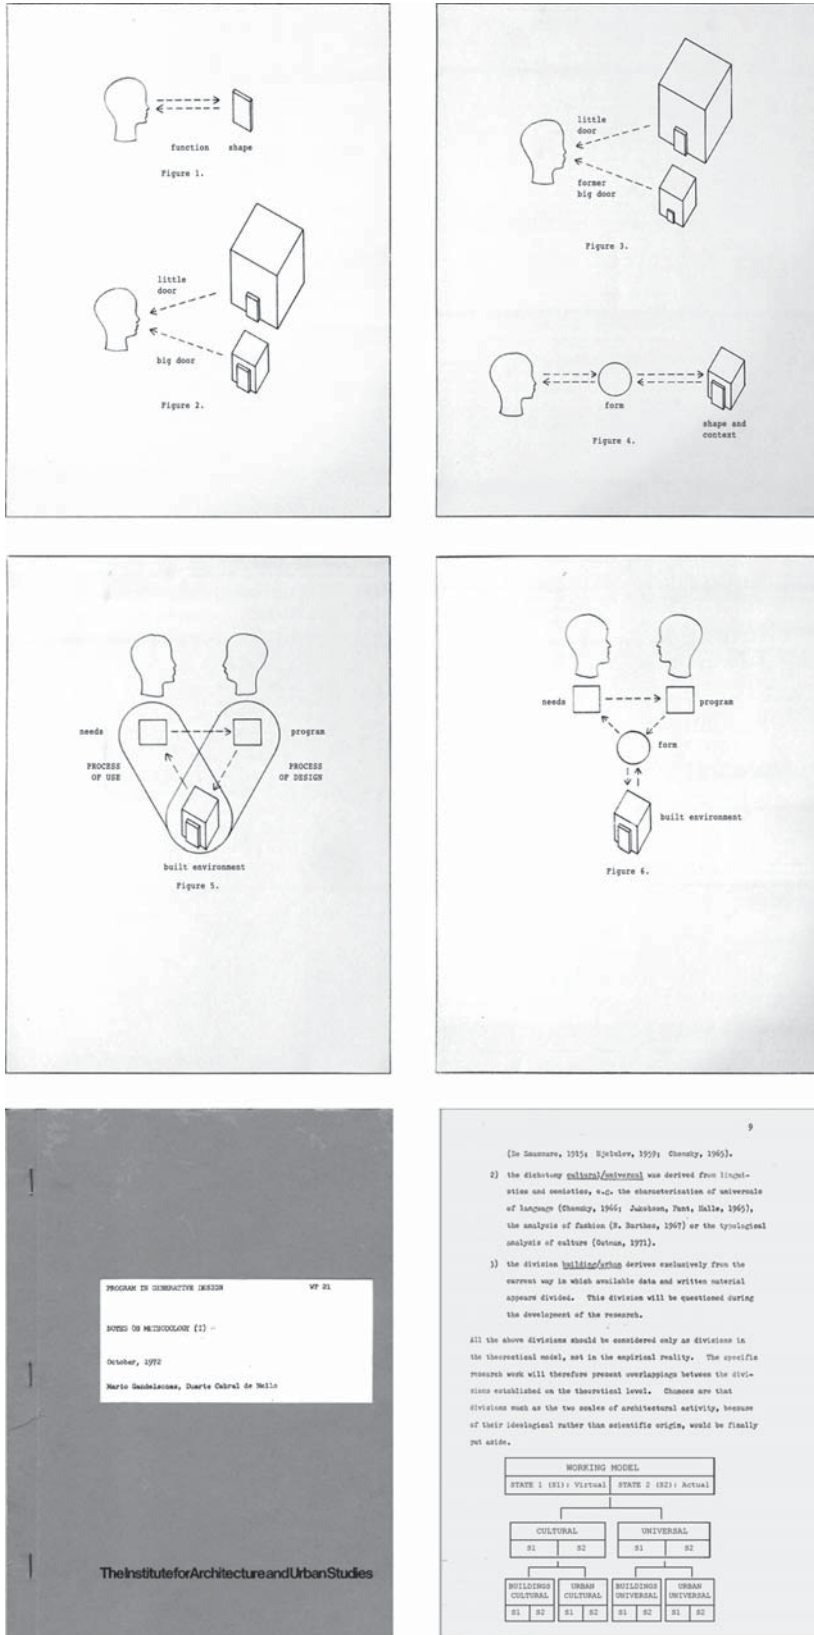 function shape
Figure 1.
little
door
big door
Figure 2.
little
door
former
big door
Figure 3.
form
shape and
context
Figure 4.
needs
program
PROCESS
OF USE
PROCESS
OF DESIGN
built environment
Figure 5.
needs
program
form
built environment
Figure 6.
PROGRAM IN GENERATIVE DESIGN WP 21
NOTES ON METHODOLOGY (I)
October, 1972
Mario Gandelsonas, Duarte Cabral de Mello
TheInstituteforArchitectureandUrbanStudies
9
(De Saussure, 1915; Hjelmlev, 1959; Chomsky, 1965).
2) the dichotomy cultural/universal was derived from lingui-
stics and semiotics, e.g. the characterization of universals
of language (Chomsky, 1966; Jakobson, Fant, Halle, 1965),
the analysis of fashion (R. Barthes, 1967) or the typological
analysis of culture (1971).
3) the division building/urban derives exclusively from the
current way in which available data and written material
appears divided. This division will be questioned during
the development of the research.
All the above divisions should be considered only as divisions in
the theoretical model, not in the empirical reality. The specific
research work will therefore present overlappings between the divi-
sions established on the theoretical level. Chances are that
divisions such as the two scales of architectural activity, because
of their ideological rather than scientific origin, would be finally
put aside.
WORKING MODEL
STATE 1 (S1): Virtual STATE 2 (S2): Actual
CULTURAL UNIVERSAL
S1 S2 S1 S2
BUILDINGS URBAN BUILDINGS URBAN
CULTURAL CULTURAL UNIVERSAL UNIVERSAL
S1 S2 S1 S2 S1 S2 S1 S2